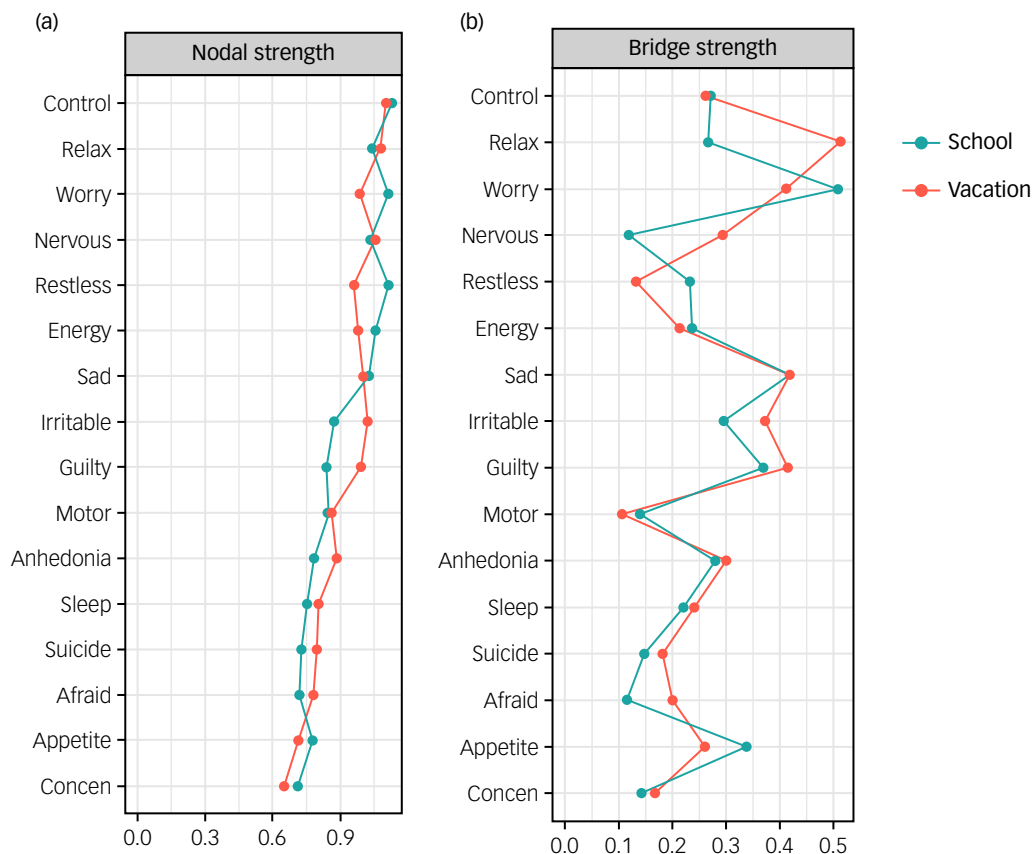 (a)
Nodal strength
Control
Relax
Worry
Nervous
Restless
Energy
Sad
Irritable
Guilty
Motor
Anhedonia
Sleep
Suicide
Afraid
Appetite
Concen
0.0 0.3 0.6 0.9
(b)
Bridge strength
Control
Relax
Worry
Nervous
Restless
Energy
Sad
Irritable
Guilty
Motor
Anhedonia
Sleep
Suicide
Afraid
Appetite
Concen
0.0 0.1 0.2 0.3 0.4 0.5
School
Vacation